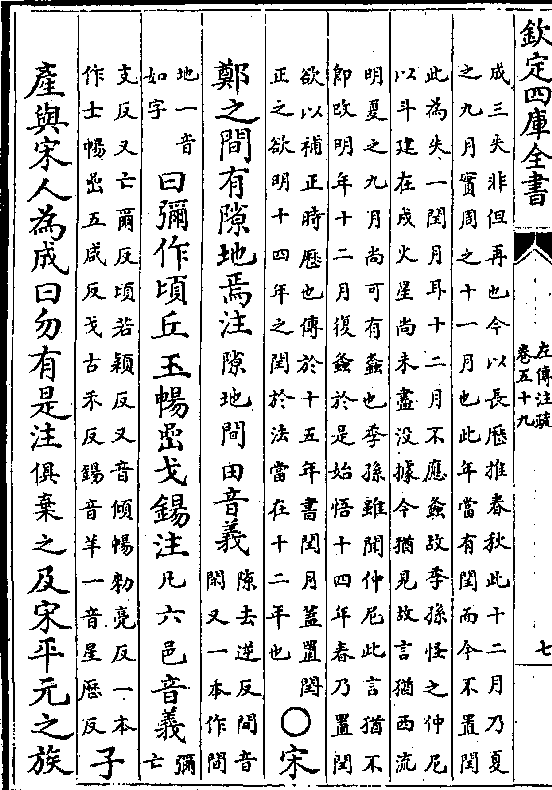 欽定四庫全書
左傳注疏
卷五十九
七
成三失非但再也今以長歷推春秋此十二月乃夏
之九月實周之十一月也此年當有閏而今不置閏
此為失一閏月耳十二月不應螽故季孫怪之仲尼
以斗建在戌火星尚未盡沒據今猶見故言猶西流
明夏之九月尚可有螽也季孫雖聞仲尼此言猶不
即改明年十二月復螽於是始悟十四年春乃置閏
欲以補正時歷也傳於十五年書閏月蓋置閏
正之欲明十四年之閏於法當在十二年也
○宋
鄭之間有隙地焉注隙地間田音義隙去逆反間音
閑又一本作間
地一音
如字
曰彌作頃丘玉暢嵒戈錫注凡六邑音義彌
亡
支反又亡爾反頃若穎反又音傾暢勑亮反一本
作士暢嵒五咸反戈古禾反錫音羊一音星歷反
子
產與宋人為成曰勿有是注俱棄之及宋平元之族